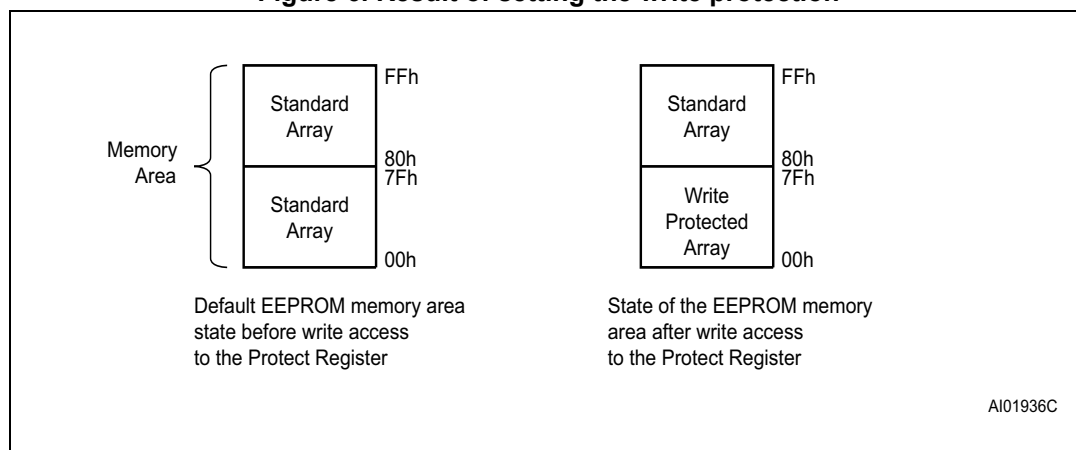 Figure 6. Result of setting the write protection
FFh
Standard
Array
80h
7Fh
Standard
Array
00h
Memory
Area
Default EEPROM memory area
state before write access
to the Protect Register
FFh
Standard
Array
80h
7Fh
Write
Protected
Array
00h
State of the EEPROM memory
area after write access
to the Protect Register
AI01936C